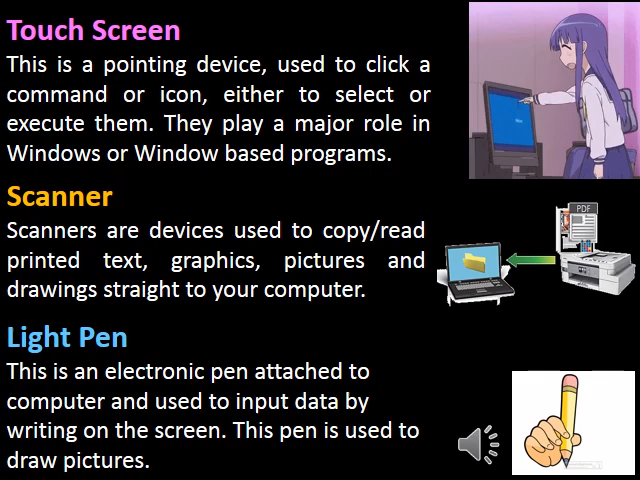 Touch Screen
This is a pointing device, used to click a
command or icon, either to select or
execute them. They play a major role in
Windows or Window based programs.
Scanner
Scanners are devices used to copy/read
printed text, graphics, pictures and
drawings straight to your computer.
PDF
Light Pen
This is an electronic pen attached to
computer and used to input data by
writing on the screen. This pen is used to
draw pictures.